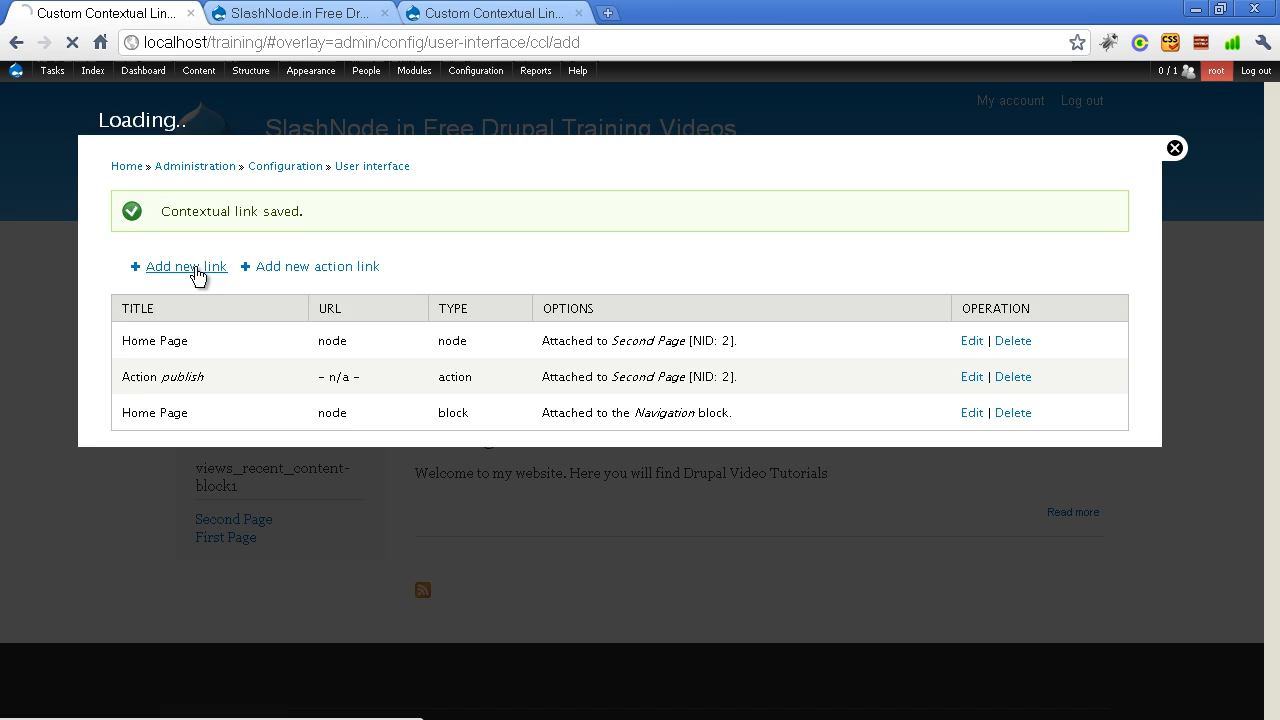 Custom Contextual Lin...
SlashNode.in Free Dr...
Custom Contextual Lin...
localhost/training/#overlay=admin/config/user-interface/ccl/add
Tasks Index Dashboard Content Structure Appearance People Modules Configuration Reports Help 0 / 1 root Log out
My account Log out
Loading..
SlashNode.in Free Drupal Training Videos
Home » Administration » Configuration » User interface
Contextual link saved.
Add new link Add new action link
TITLE URL TYPE OPTIONS OPERATION
Home Page node node Attached to Second Page [NID: 2]. Edit | Delete
Action publish - n/a - action Attached to Second Page [NID: 2]. Edit | Delete
Home Page node block Attached to the Navigation block. Edit | Delete
views_recent_content-
block1
Welcome to my website. Here you will find Drupal Video Tutorials
Second Page
First Page
Read more